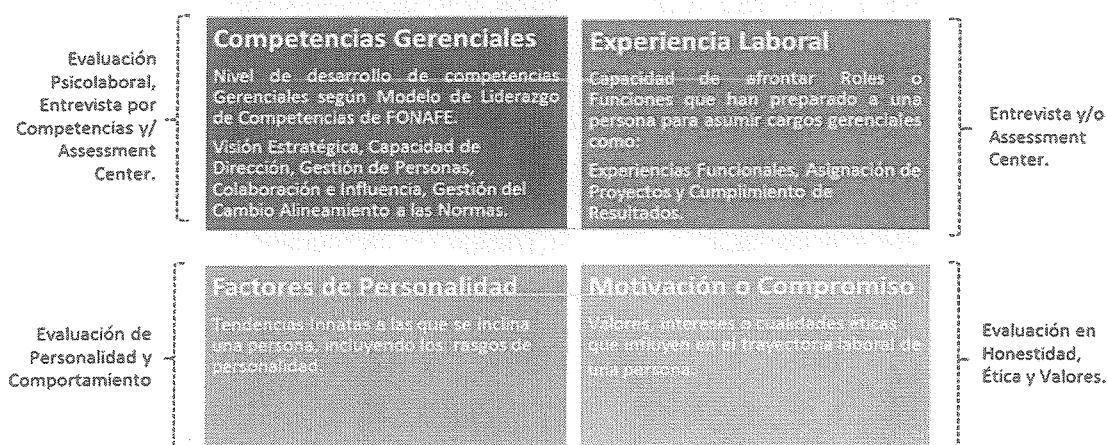 Evaluación
Psicolaboral,
Entrevista por
Competencias y/
Assessment
Center.
Competencias Gerenciales
Nivel de desarrollo de competencias
Gerenciales según Modelo de Liderazgo
de Competencias de FONAFE.
Visión Estratégica, Capacidad de
Dirección, Gestión de Personas,
Colaboración e Influencia, Gestión del
Cambio Alineamiento a las Normas.
Experiencia Laboral
Capacidad de afrontar Roles o
Funciones que han preparado a una
persona para asumir cargos gerenciales
como:
Experiencias Funcionales, Asignación de
Proyectos y Cumplimiento de
Resultados.
Entrevista y/o
Assessment
Center.
Evaluación de
Personalidad y
Comportamiento
Factores de Personalidad
Tendencias Innatas a las que se inclina
una persona, incluyendo los rasgos de
personalidad.
Motivación o Compromiso
Valores, intereses o cualidades éticas
que influyen en el trayectoria laboral de
una persona.
Evaluación en
Honestidad,
Ética y Valores.